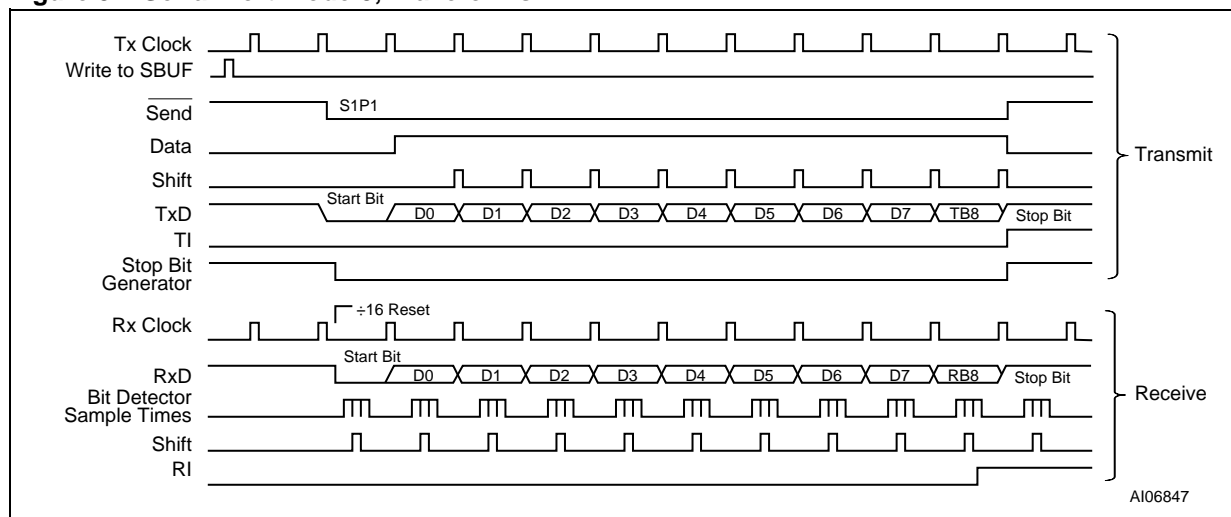 Tx Clock
Write to SBUF
Send
S1P1
Data
Transmit
Shift
Start Bit
TxD
D0 D1 D2 D3 D4 D5 D6 D7 TB8 Stop Bit
TI
Stop Bit
Generator
÷16 Reset
Rx Clock
Start Bit
RxD
D0 D1 D2 D3 D4 D5 D6 D7 RB8 Stop Bit
Bit Detector
Sample Times
Receive
Shift
RI
AI06847